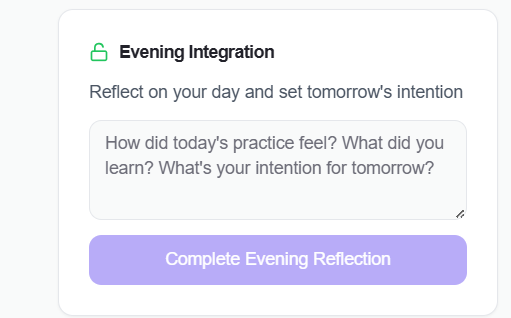 Evening Integration
Reflect on your day and set tomorrow's intention
How did today's practice feel? What did you
learn? What's your intention for tomorrow?
Complete Evening Reflection